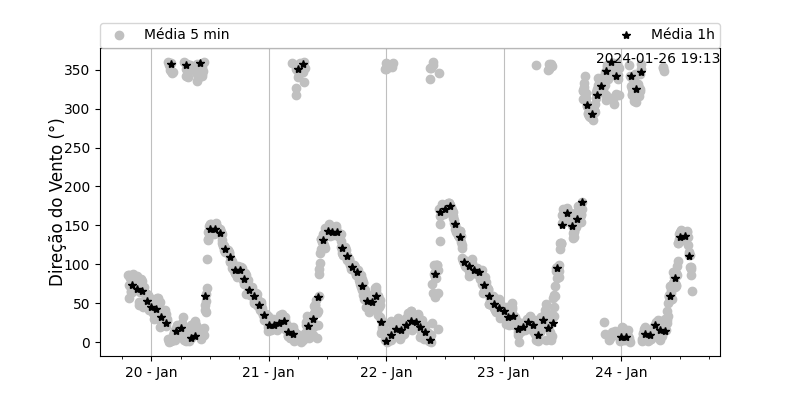 Média 5 min
Média 1h
2024-01-26 19:13
350
300
250
200
150
100
50
0
Direção do Vento (°)
20 - Jan
21 - Jan
22 - Jan
23 - Jan
24 - Jan